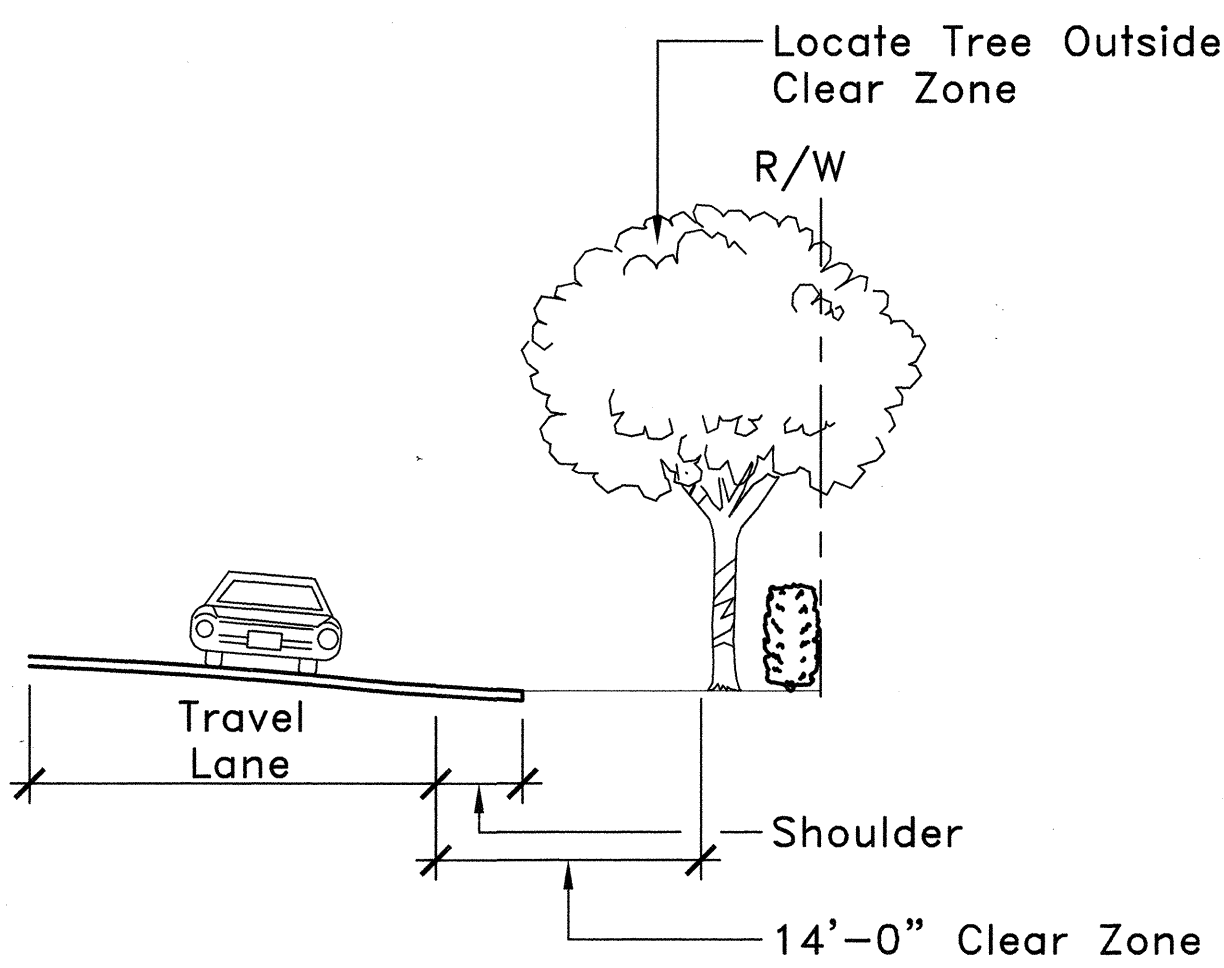 Locate Tree Outside
Clear Zone
R/W
Travel
Lane
Shoulder
14'-0" Clear Zone